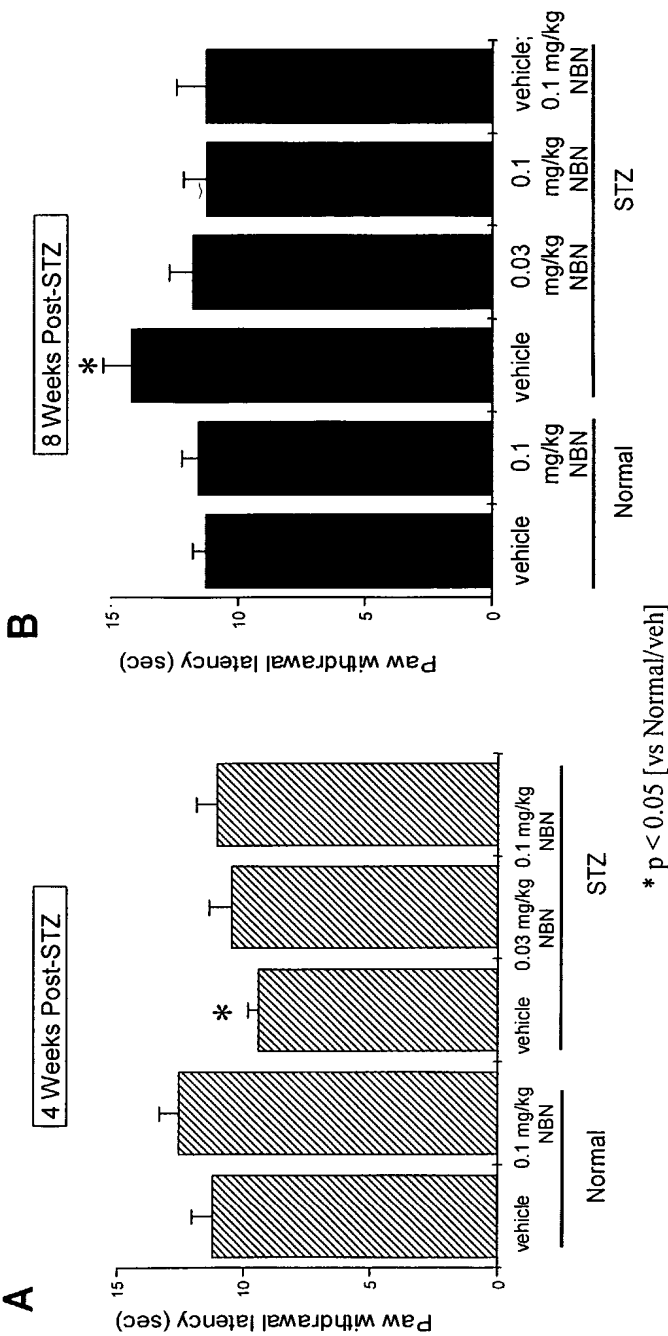 A
4 Weeks Post-STZ
Paw withdrawal latency (sec)
15
10
5
0
vehicle
0.1 mg/kg
NBN
vehicle
0.03 mg/kg
NBN
0.1 mg/kg
NBN
Normal
STZ
*
B
8 Weeks Post-STZ
Paw withdrawal latency (sec)
15
10
5
0
vehicle
0.1
mg/kg
NBN
vehicle
0.03
mg/kg
NBN
0.1
mg/kg
NBN
vehicle;
0.1 mg/kg
NBN
Normal
STZ
*
* p < 0.05 [vs Normal/veh]